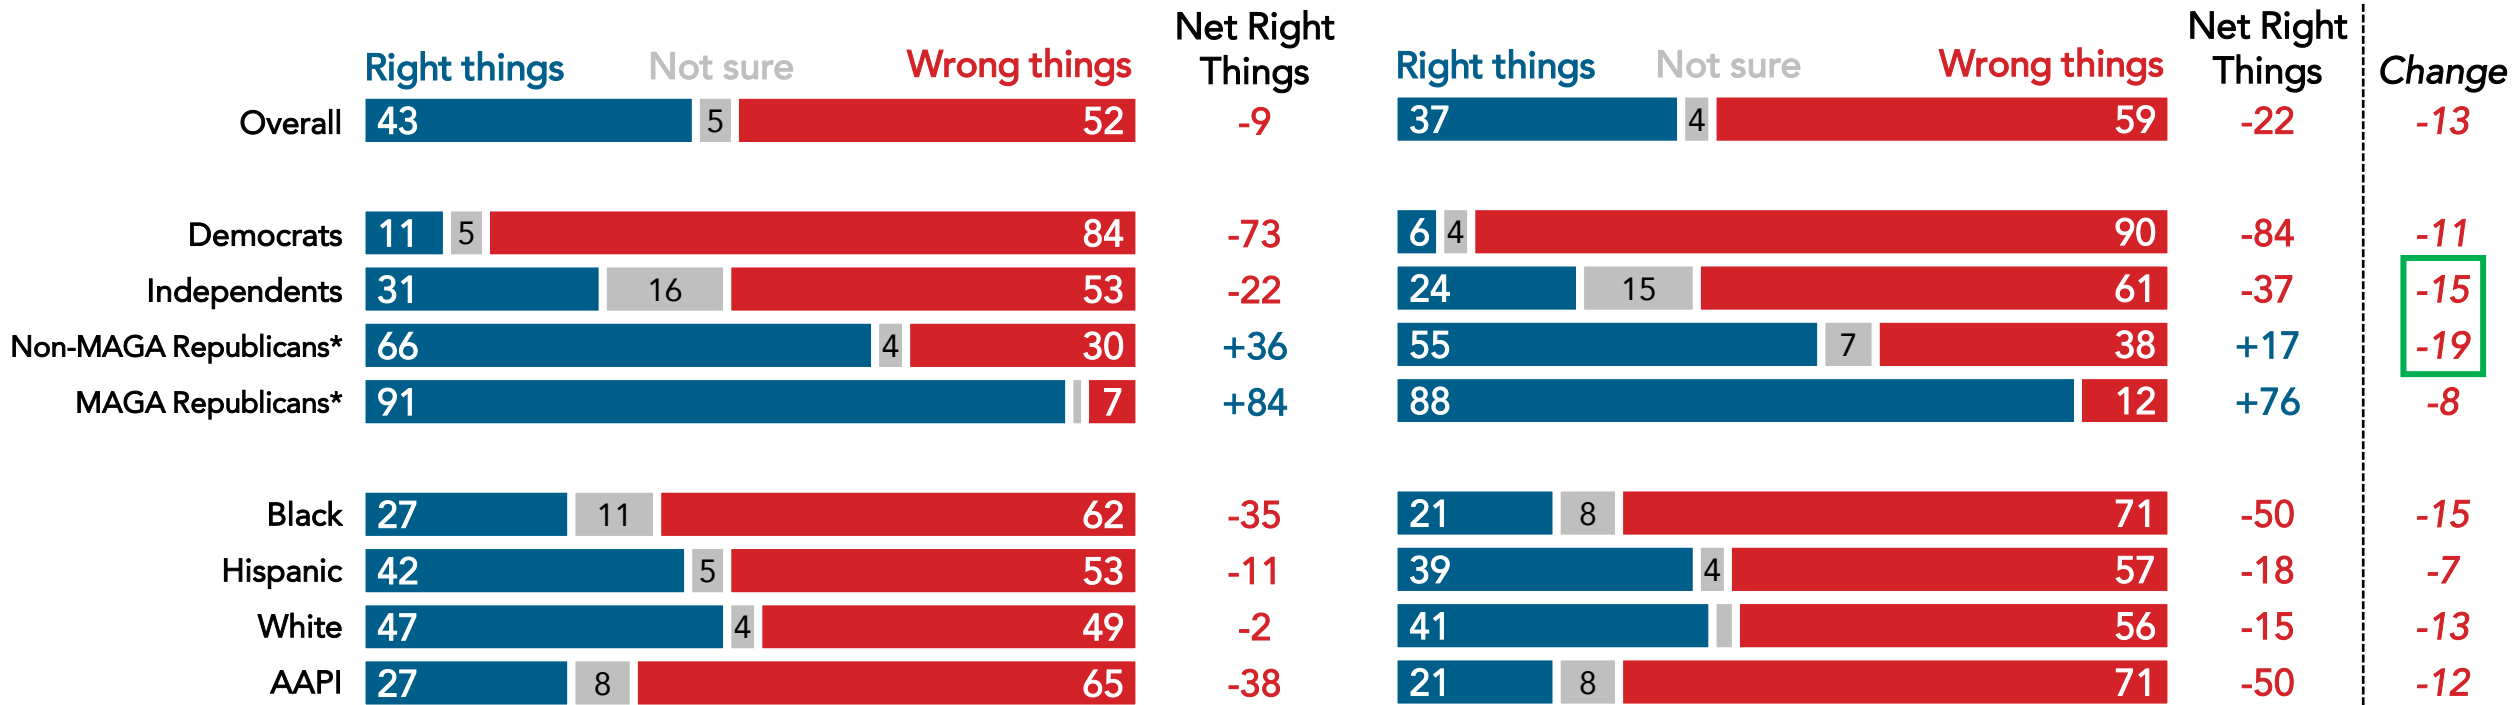 Net Right Things Net Right Things
Right things Not sure Wrong things Right things Not sure Wrong things Change
Overall 43 5 52 -9 37 4 59 -22 -13
Democrats 11 5 84 -73 6 4 90 -84 -11
Independents 31 16 53 -22 24 15 61 -37 -15
Non-MAGA Republicans* 66 4 30 +36 55 7 38 +17 -19
MAGA Republicans* 91 7 +84 88 12 +76 -8
Black 27 11 62 -35 21 8 71 -50 -15
Hispanic 42 5 53 -11 39 4 57 -18 -7
White 47 4 49 -2 41 56 -15 -13
AAPI 27 8 65 -38 21 8 71 -50 -12